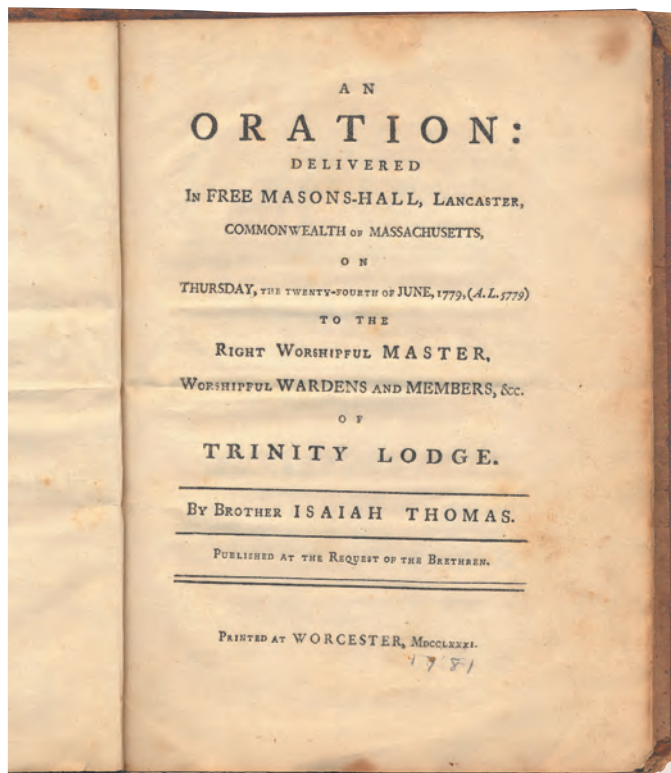 AN
ORATION:
DELIVERED
IN FREE MASONS-HALL, LANCASTER,
COMMONWEALTH OF MASSACHUSETTS,
ON
THURSDAY, THE TWENTY-FOURTH OF JUNE, 1779, (A.L. 5779)
TO THE
RIGHT WORSHIPFUL MASTER,
WORSHIPFUL WARDENS AND MEMBERS, &c.
OF
TRINITY LODGE.
BY BROTHER ISAIAH THOMAS.
PUBLISHED AT THE REQUEST OF THE BRETHREN.
PRINTED AT WORCESTER, MDCCLXXXI.
1781